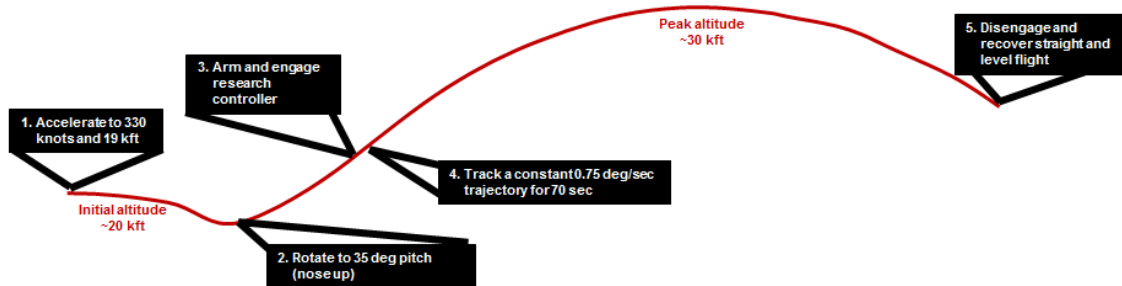 1. Accelerate to 330
knots and 19 kft
Initial altitude
~20 kft
2. Rotate to 35 deg pitch
(nose up)
3. Arm and engage
research
controller
4. Track a constant 0.75 deg/sec
trajectory for 70 sec
Peak altitude
~30 kft
5. Disengage and
recover straight and
level flight